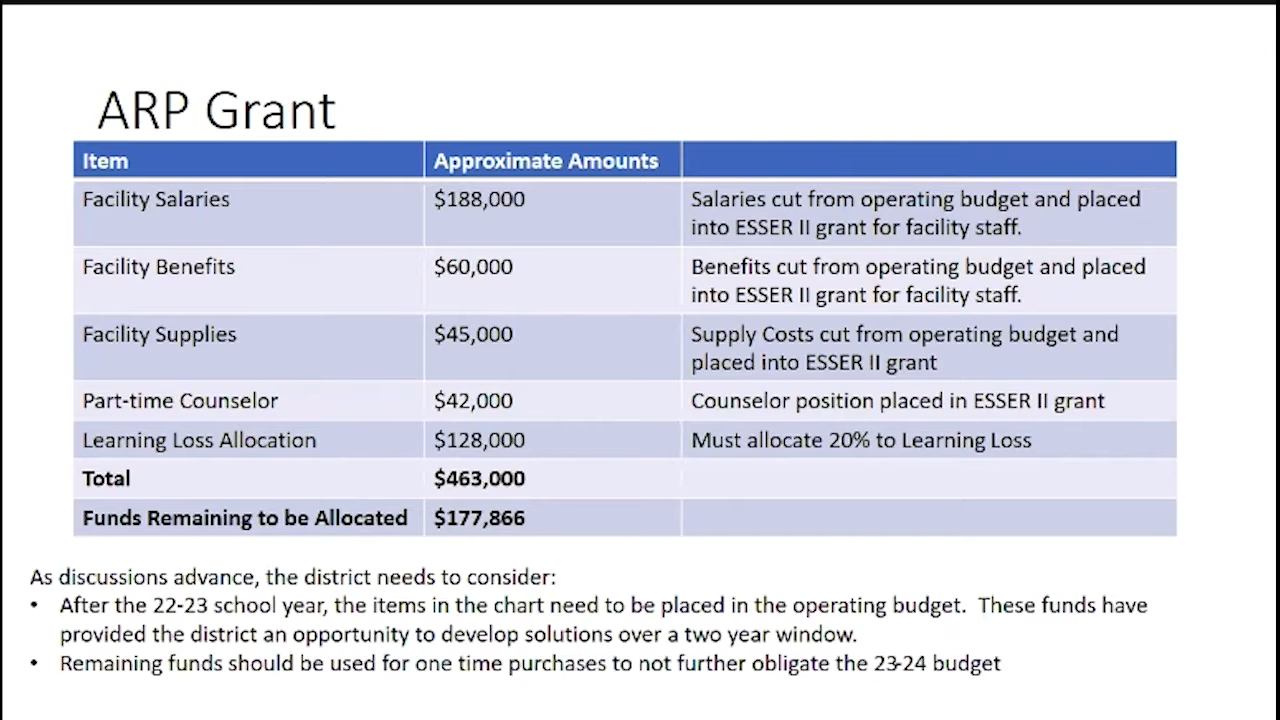 ARP Grant
Item Approximate Amounts
Facility Salaries $188,000 Salaries cut from operating budget and placed
into ESSER II grant for facility staff.
Facility Benefits $60,000 Benefits cut from operating budget and placed
into ESSER II grant for facility staff.
Facility Supplies $45,000 Supply Costs cut from operating budget and
placed into ESSER II grant
Part-time Counselor $42,000 Counselor position placed in ESSER II grant
Learning Loss Allocation $128,000 Must allocate 20% to Learning Loss
Total $463,000
Funds Remaining to be Allocated $177,866
As discussions advance, the district needs to consider:
• After the 22-23 school year, the items in the chart need to be placed in the operating budget. These funds have
provided the district an opportunity to develop solutions over a two year window.
• Remaining funds should be used for one time purchases to not further obligate the 23-24 budget